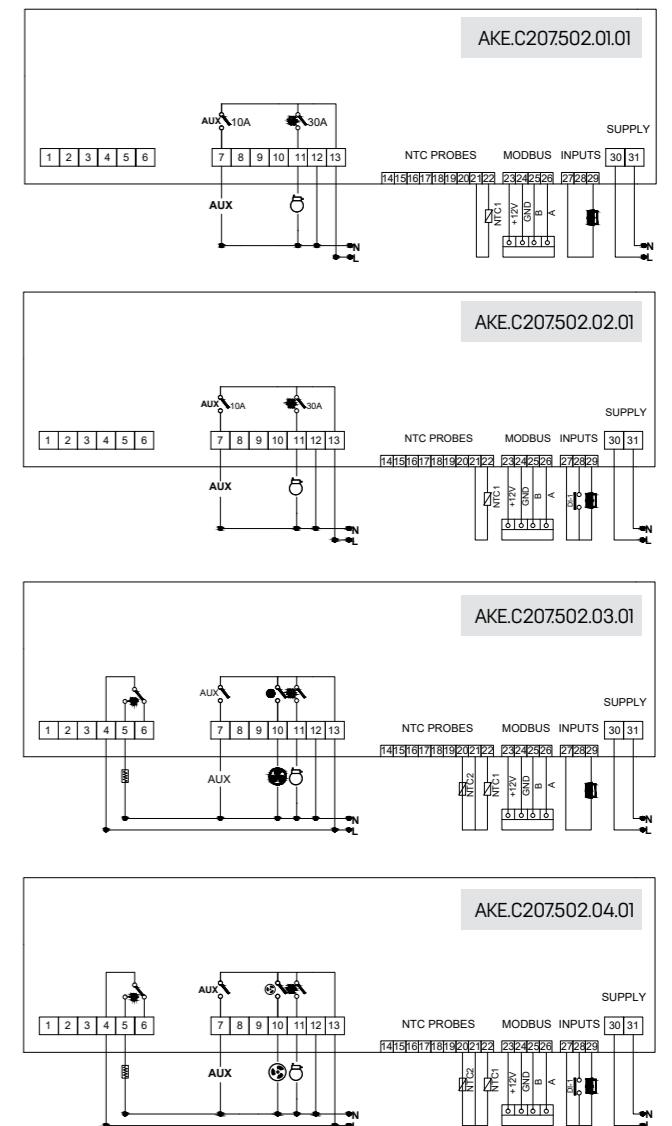 AKE.C207.502.01.01
AUX 10A 30A
SUPPLY
1 2 3 4 5 6 7 8 9 10 11 12 13 NTC PROBES MODBUS INPUTS 30 31
14 15 16 17 18 19 20 21 22 23 24 25 26 27 28 29
AUX NTC1 +12V GND B A
N
L
AKE.C207.502.02.01
AUX 10A 30A
SUPPLY
1 2 3 4 5 6 7 8 9 10 11 12 13 NTC PROBES MODBUS INPUTS 30 31
14 15 16 17 18 19 20 21 22 23 24 25 26 27 28 29
AUX NTC1 +12V GND B A DI-1
N
L
AKE.C207.502.03.01
AUX
SUPPLY
1 2 3 4 5 6 7 8 9 10 11 12 13 NTC PROBES MODBUS INPUTS 30 31
14 15 16 17 18 19 20 21 22 23 24 25 26 27 28 29
AUX NTC2 NTC1 +12V GND B A
N N
L L
AKE.C207.502.04.01
AUX
SUPPLY
1 2 3 4 5 6 7 8 9 10 11 12 13 NTC PROBES MODBUS INPUTS 30 31
14 15 16 17 18 19 20 21 22 23 24 25 26 27 28 29
AUX NTC2 NTC1 +12V GND B A DI-1
N N
L L